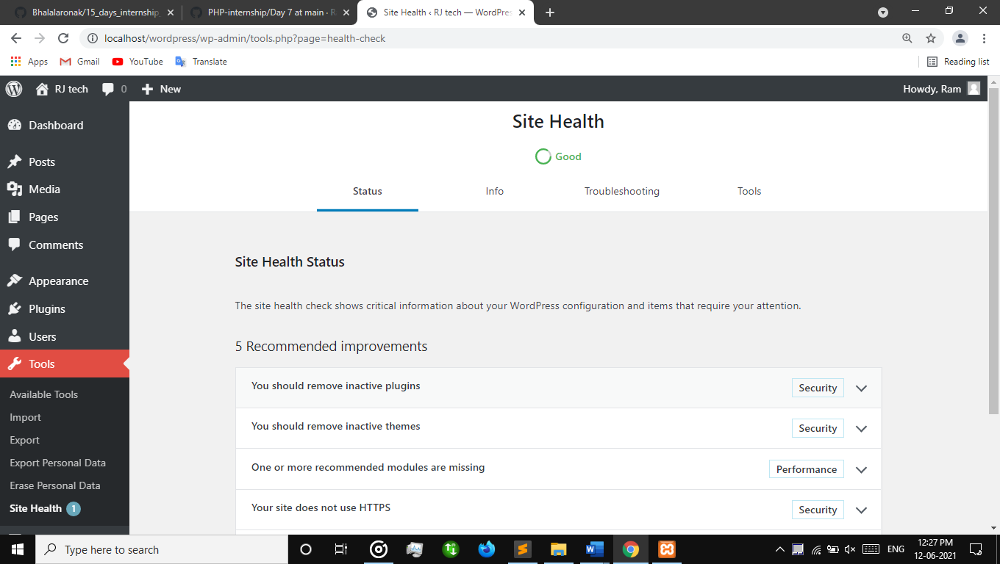 Bhalalaronak/15_days_internship_
PHP-internship/Day 7 at main · R
Site Health ‹ RJ tech — WordPres
localhost/wordpress/wp-admin/tools.php?page=health-check
Apps
Gmail
YouTube
Translate
Reading list
RJ tech
0
New
Howdy, Ram
Dashboard
Posts
Media
Pages
Comments
Appearance
Plugins
Users
Tools
Available Tools
Import
Export
Export Personal Data
Erase Personal Data
Site Health 1
Site Health
Good
Status
Info
Troubleshooting
Tools
Site Health Status
The site health check shows critical information about your WordPress configuration and items that require your attention.
5 Recommended improvements
You should remove inactive plugins
Security
You should remove inactive themes
Security
One or more recommended modules are missing
Performance
Your site does not use HTTPS
Security
Type here to search
ENG
12:27 PM
12-06-2021